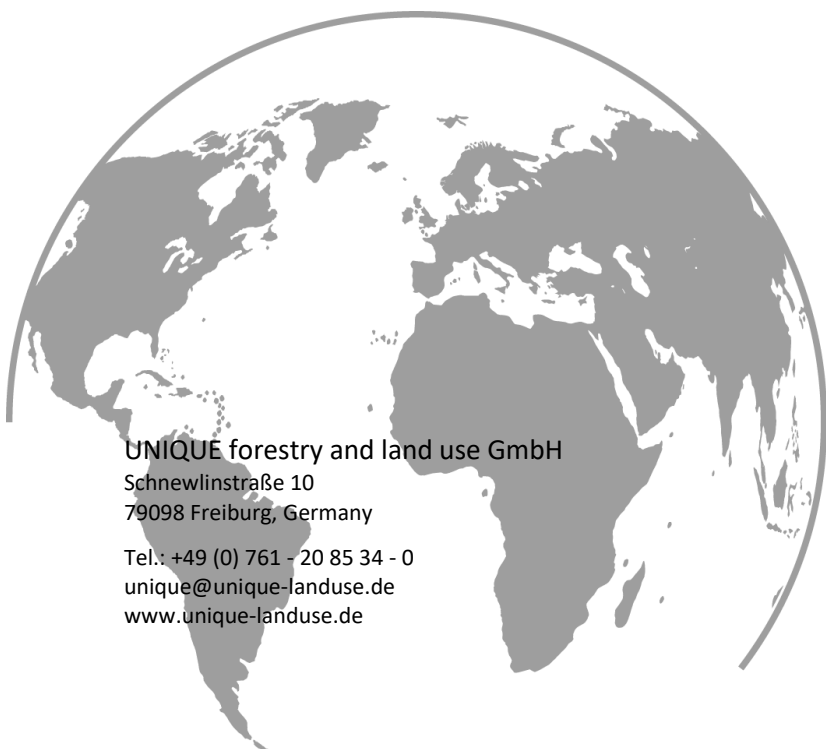 UNIQUE forestry and land use GmbH
Schnewlinstraße 10
79098 Freiburg, Germany
Tel.: +49 (0) 761 - 20 85 34 - 0
unique@unique-landuse.de
www.unique-landuse.de